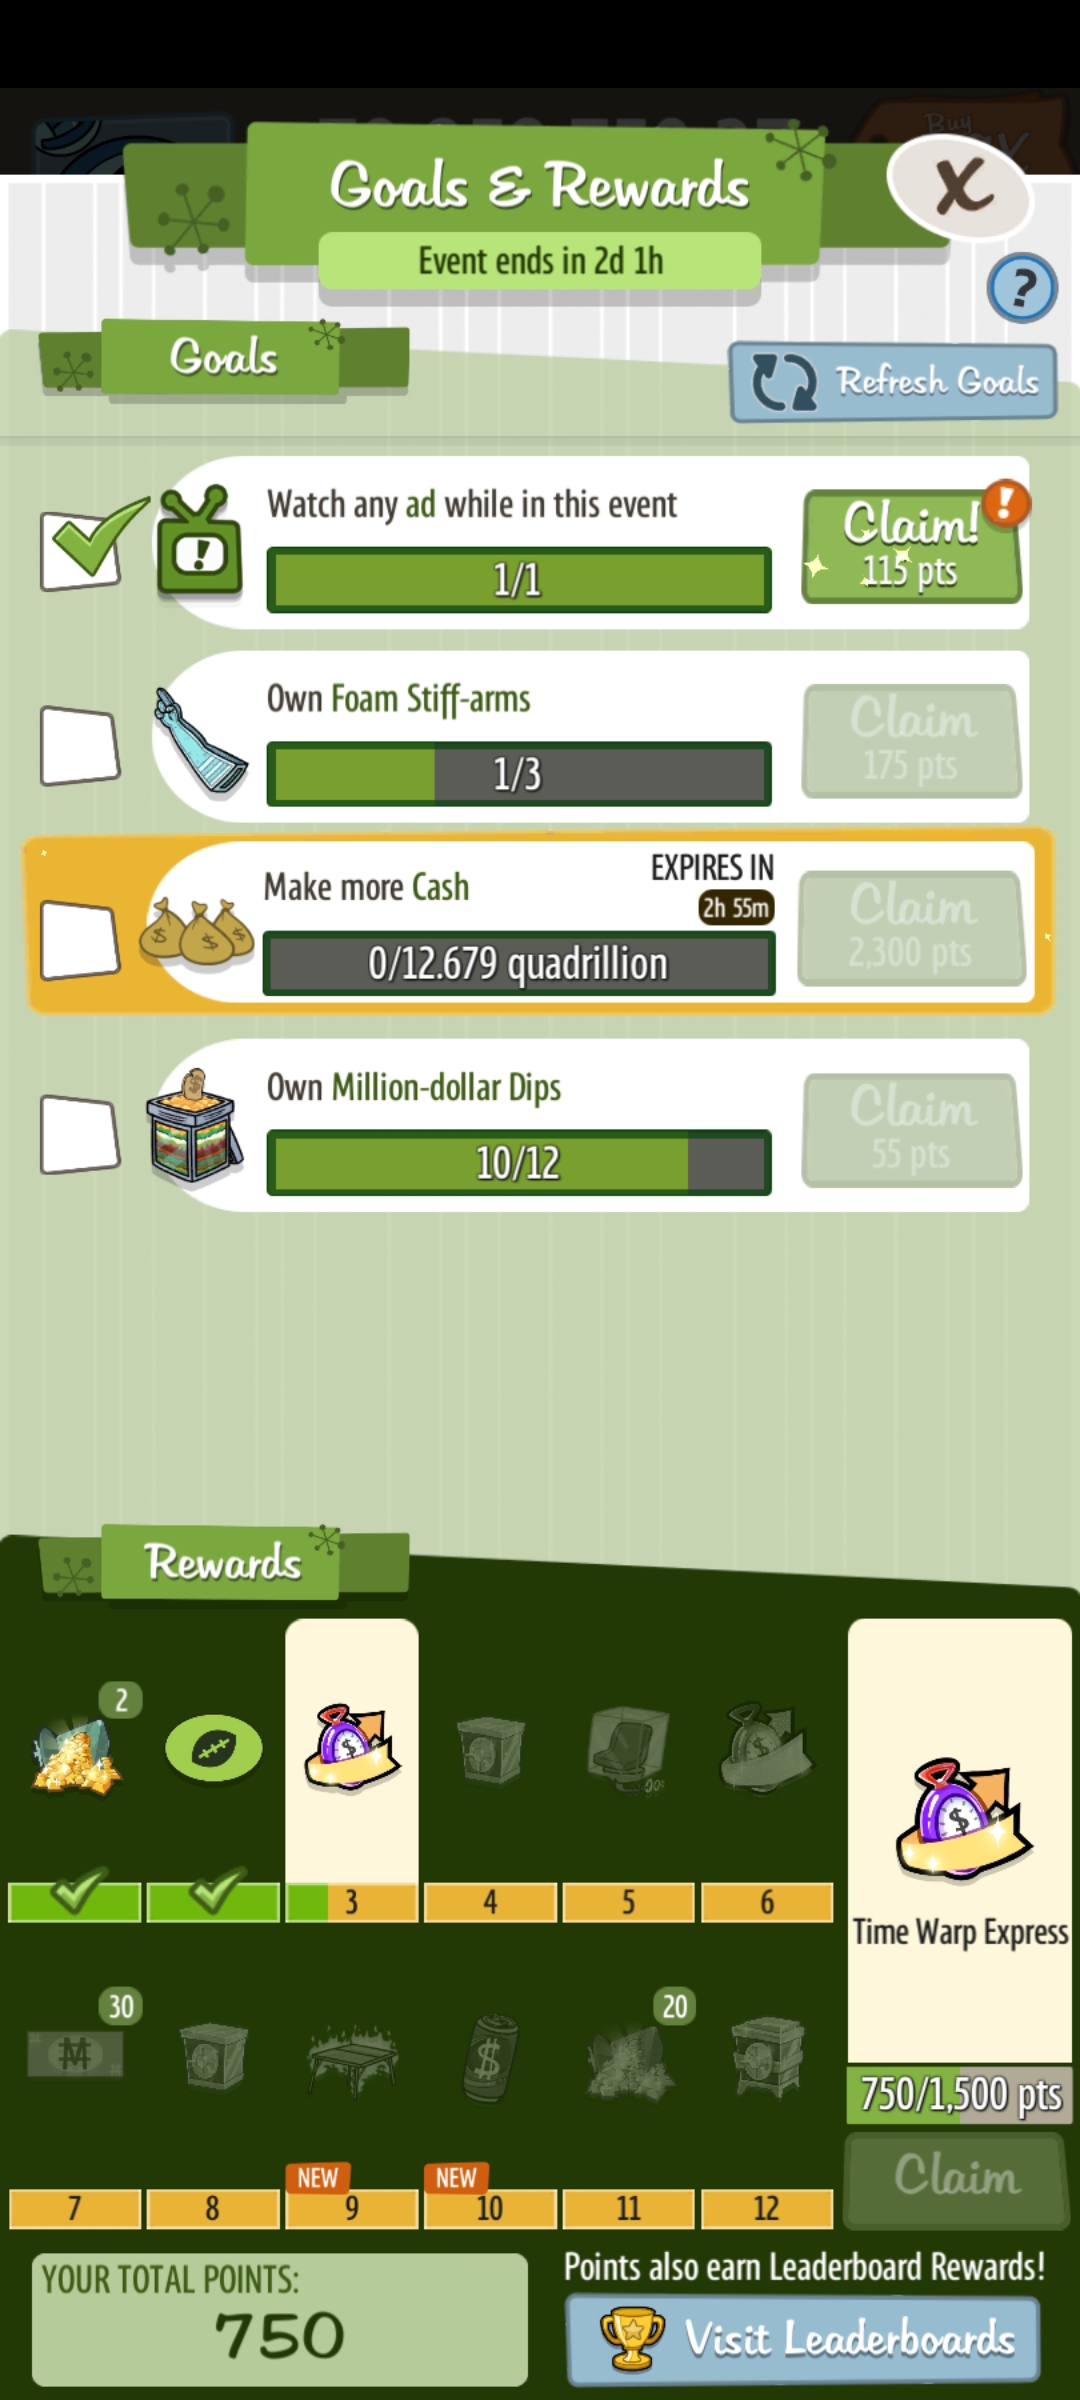 Buy
Goals & Rewards
X
Event ends in 2d 1h
?
Goals
Refresh Goals
Watch any ad while in this event
1/1
Claim!
115 pts
!
Own Foam Stiff-arms
1/3
Claim
175 pts
Make more Cash
EXPIRES IN
2h 55m
0/12.679 quadrillion
Claim
2,300 pts
Own Million-dollar Dips
10/12
Claim
55 pts
Rewards
2
3
4
5
6
Time Warp Express
30
20
750/1,500 pts
Claim
NEW
NEW
7
8
9
10
11
12
YOUR TOTAL POINTS:
750
Points also earn Leaderboard Rewards!
Visit Leaderboards